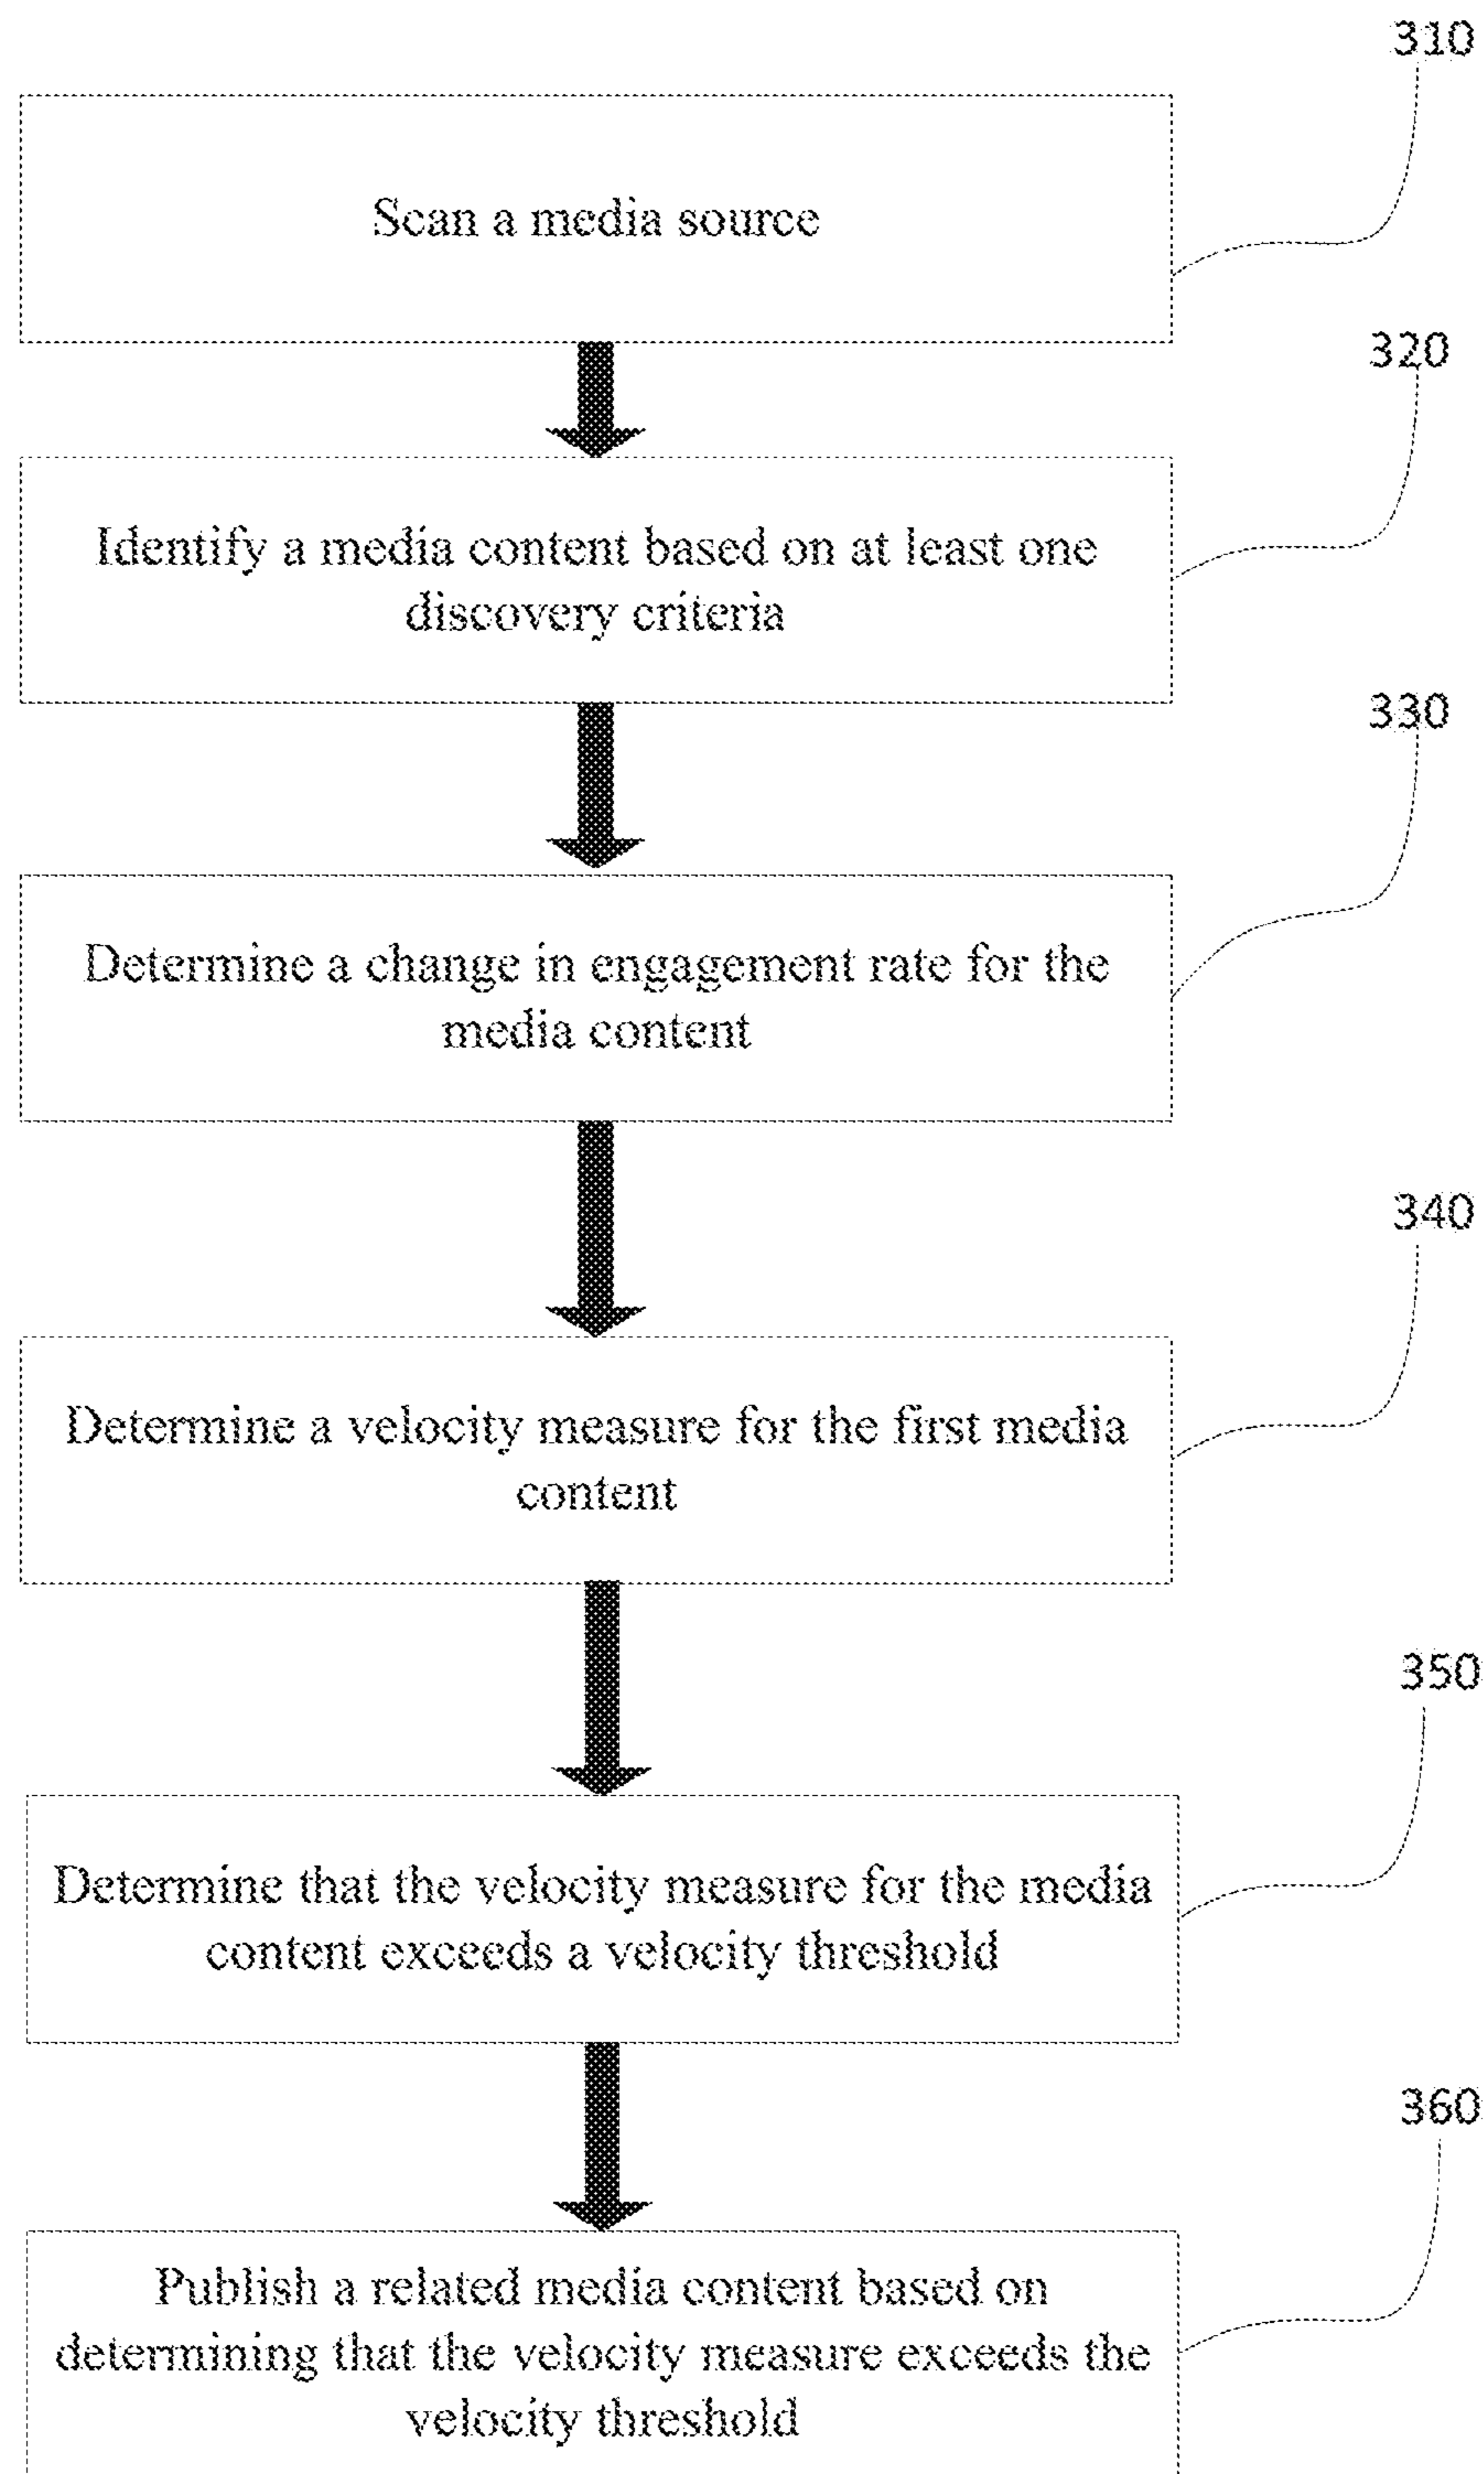 310
Scan a media source
320
Identify a media content based on at least one
discovery criteria
330
Determine a change in engagement rate for the
media content
340
Determine a velocity measure for the first media
content
350
Determine that the velocity measure for the media
content exceeds a velocity threshold
360
Publish a related media content based on
determining that the velocity measure exceeds the
velocity threshold